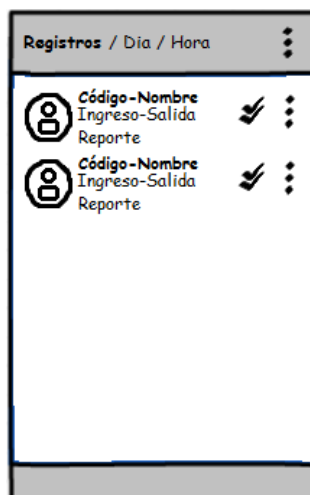 Registros / Dia / Hora
Código-Nombre
Ingreso-Salida
Reporte
Código-Nombre
Ingreso-Salida
Reporte